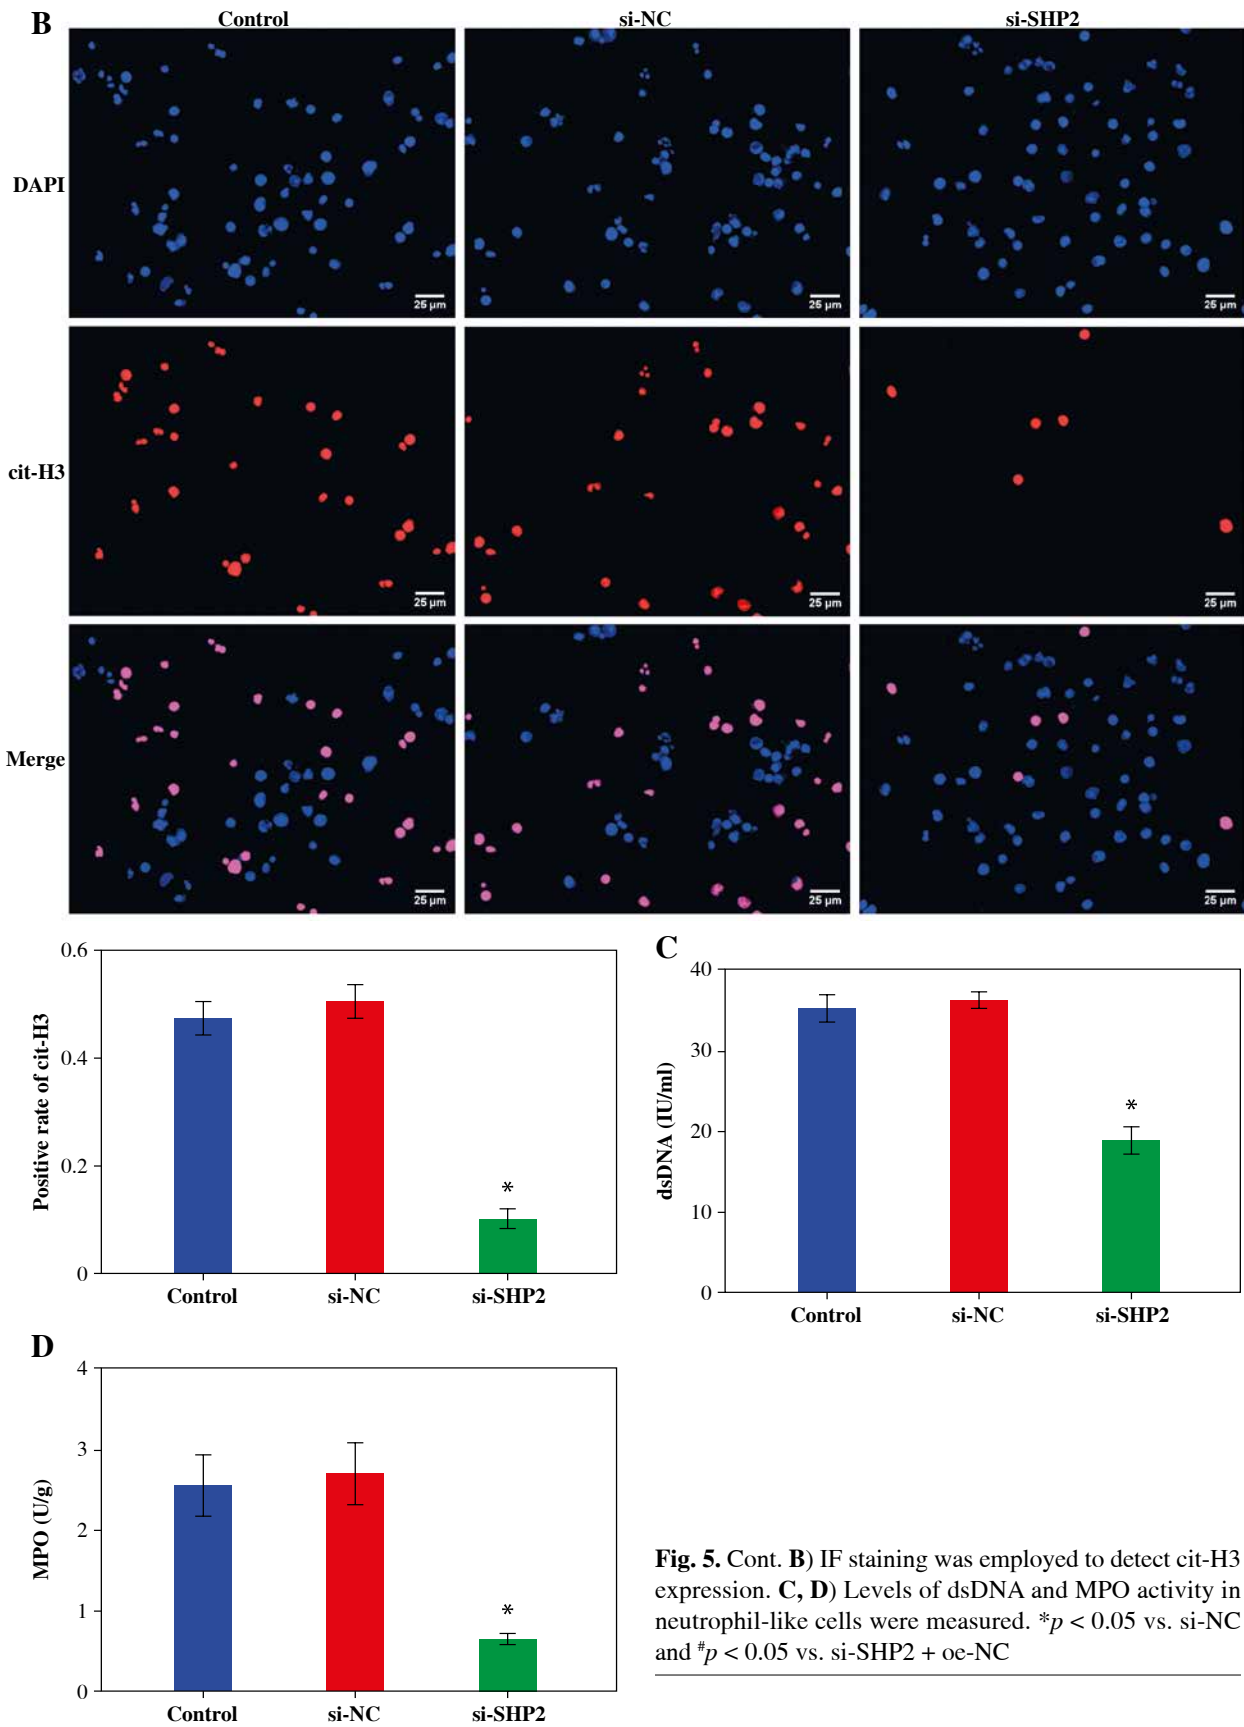 B
Control si-NC si-SHP2
DAPI
25 µm 25 µm 25 µm
cit-H3
25 µm 25 µm 25 µm
Merge
25 µm 25 µm 25 µm
Positive rate of cit-H3
0.6
0.4
0.2
0
*
Control si-NC si-SHP2
C
dsDNA (IU/ml)
40
30
20
10
0
*
Control si-NC si-SHP2
D
MPO (U/g)
4
3
2
1
0
*
Control si-NC si-SHP2
Fig. 5. Cont. B) IF staining was employed to detect cit-H3
expression. C, D) Levels of dsDNA and MPO activity in
neutrophil-like cells were measured. *p < 0.05 vs. si-NC
and #p < 0.05 vs. si-SHP2 + oe-NC